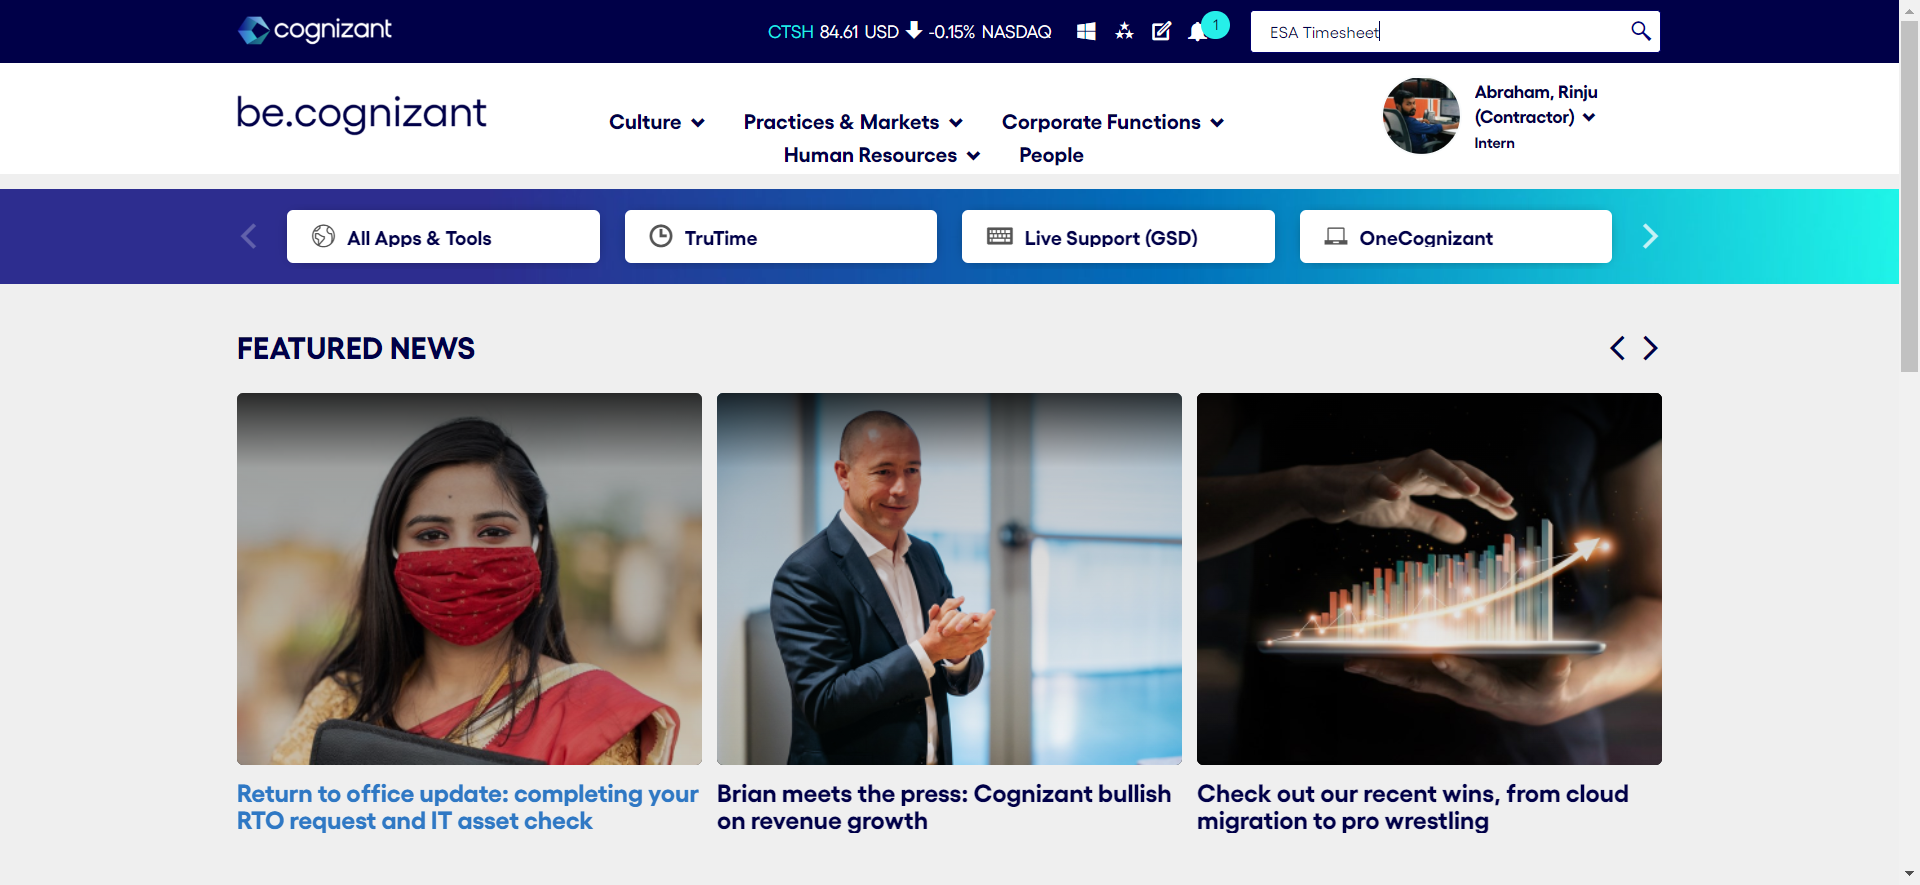 cognizant
CTSH 84.61 USD -0.15% NASDAQ
1
ESA Timesheet
be.cognizant
Culture
Practices & Markets
Corporate Functions
Human Resources
People
Abraham, Rinju
(Contractor)
Intern
All Apps & Tools
TruTime
Live Support (GSD)
OneCognizant
FEATURED NEWS
Return to office update: completing your
RTO request and IT asset check
Brian meets the press: Cognizant bullish
on revenue growth
Check out our recent wins, from cloud
migration to pro wrestling